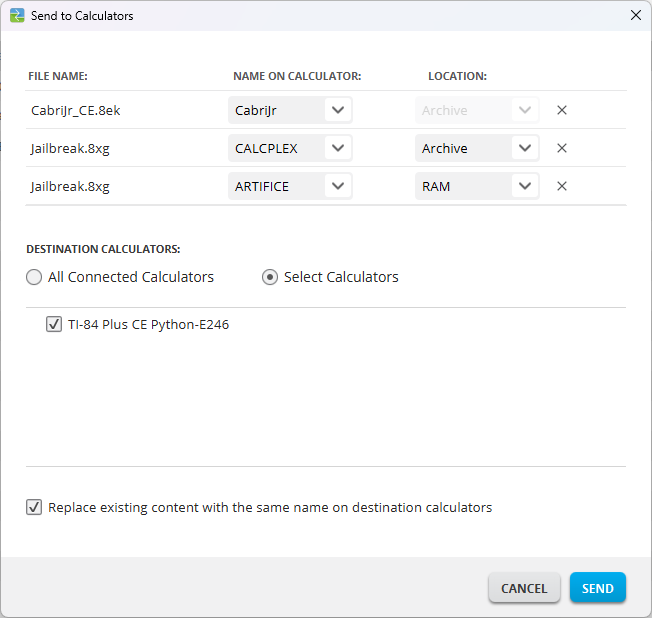 Send to Calculators
FILE NAME: NAME ON CALCULATOR: LOCATION:
CabriJr_CE.8ek CabriJr Archive
Jailbreak.8xg CALCPLEX Archive
Jailbreak.8xg ARTIFICE RAM
DESTINATION CALCULATORS:
All Connected Calculators Select Calculators
TI-84 Plus CE Python-E246
Replace existing content with the same name on destination calculators
CANCEL SEND